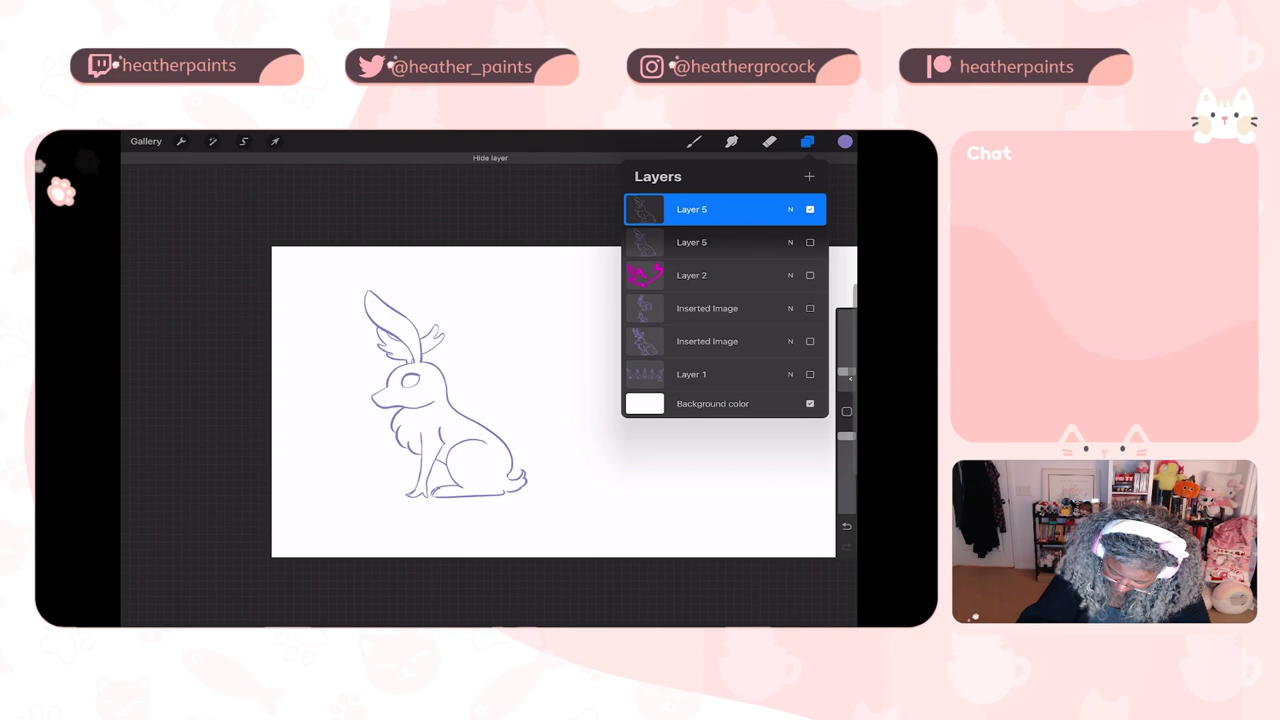 heatherpaints
@heather_paints
@heathergrocock
heatherpaints
Gallery
Hide layer
Layers
Layer 5 N
Layer 5 N
Layer 2 N
Inserted Image N
Inserted Image N
Layer 1 N
Background color
Chat